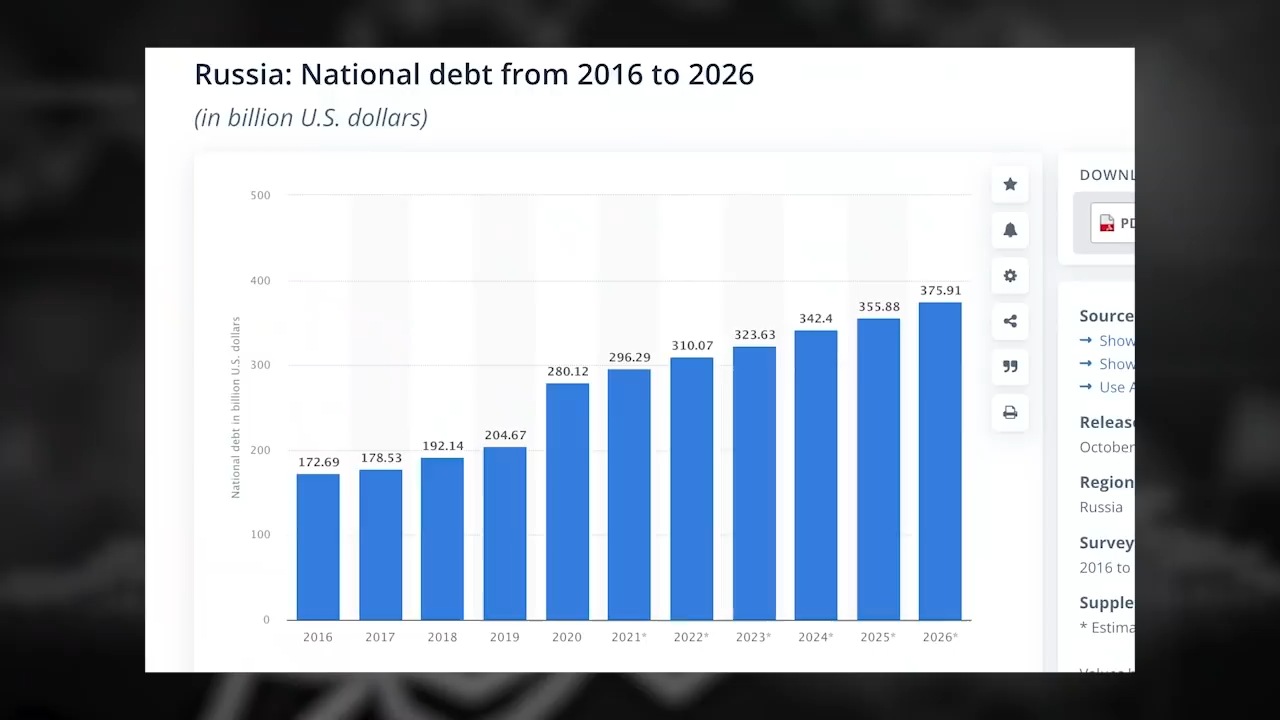 Russia: National debt from 2016 to 2026
(in billion U.S. dollars)
National debt in billion U.S. dollars
500
400
300
200
100
0
172.69
178.53
192.14
204.67
280.12
296.29
310.07
323.63
342.4
355.88
375.91
2016
2017
2018
2019
2020
2021*
2022*
2023*
2024*
2025*
2026*
DOWNL
PD
Source
→ Show
→ Show
→ Use A
Releas
October
Region
Russia
Survey
2016 to
Supple
* Estima